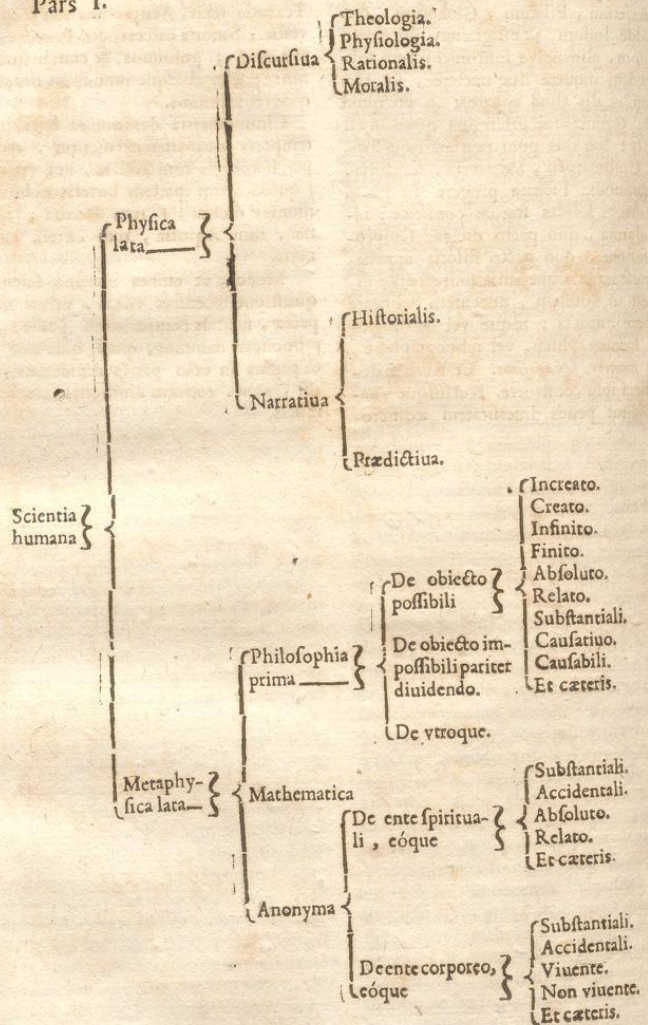 Pars I.
Theologia.
Phyſiologia.
Rationalis.
Moralis.
Diſcurſiua
Phyſica
lata
Hiſtorialis.
Narratiua
Prædictiua.
Scientia
humana
Increato.
Creato.
Infinito.
Finito.
Abſoluto.
Relato.
Subſtantiali.
Cauſatiuo.
Cauſabili.
Et cæteris.
De obiecto
poſſibili
Philoſophia
prima
De obiecto im-
poſſibili pariter
diuidendo.
De vtroque.
Metaphy-
ſica lata
Mathematica
Subſtantiali.
Accidentali.
Abſoluto.
Relato.
Et cæteris.
De ente ſpiritua-
li , eóque
Anonyma
Subſtantiali.
Accidentali.
Viuente.
Non viuente.
Et cæteris.
De ente corporeo,
eóque